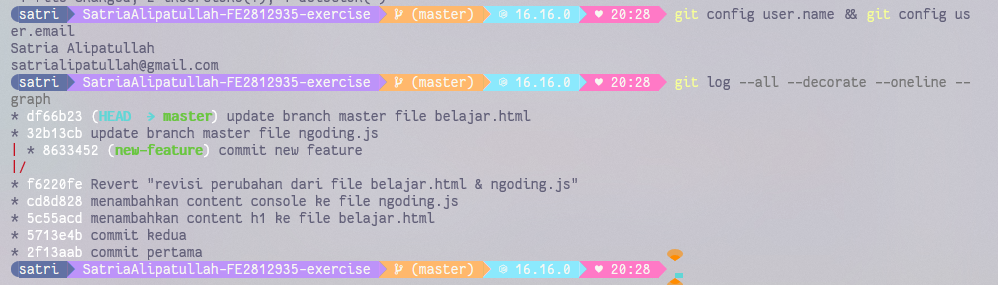 satri SatriaAlipatullah-FE2812935-exercise (master) 16.16.0 ♥ 20:28 git config user.name && git config us
er.email
Satria Alipatullah
satrialipatullah@gmail.com
satri SatriaAlipatullah-FE2812935-exercise (master) 16.16.0 ♥ 20:28 git log --all --decorate --oneline --
graph
* df66b23 (HEAD → master) update branch master file belajar.html
* 32b13cb update branch master file ngoding.js
| * 8633452 (new-feature) commit new feature
|/
* f6220fe Revert "revisi perubahan dari file belajar.html & ngoding.js"
* cd8d828 menambahkan content console ke file ngoding.js
* 5c55acd menambahkan content h1 ke file belajar.html
* 5713e4b commit kedua
* 2f13aab commit pertama
satri SatriaAlipatullah-FE2812935-exercise (master) 16.16.0 ♥ 20:28